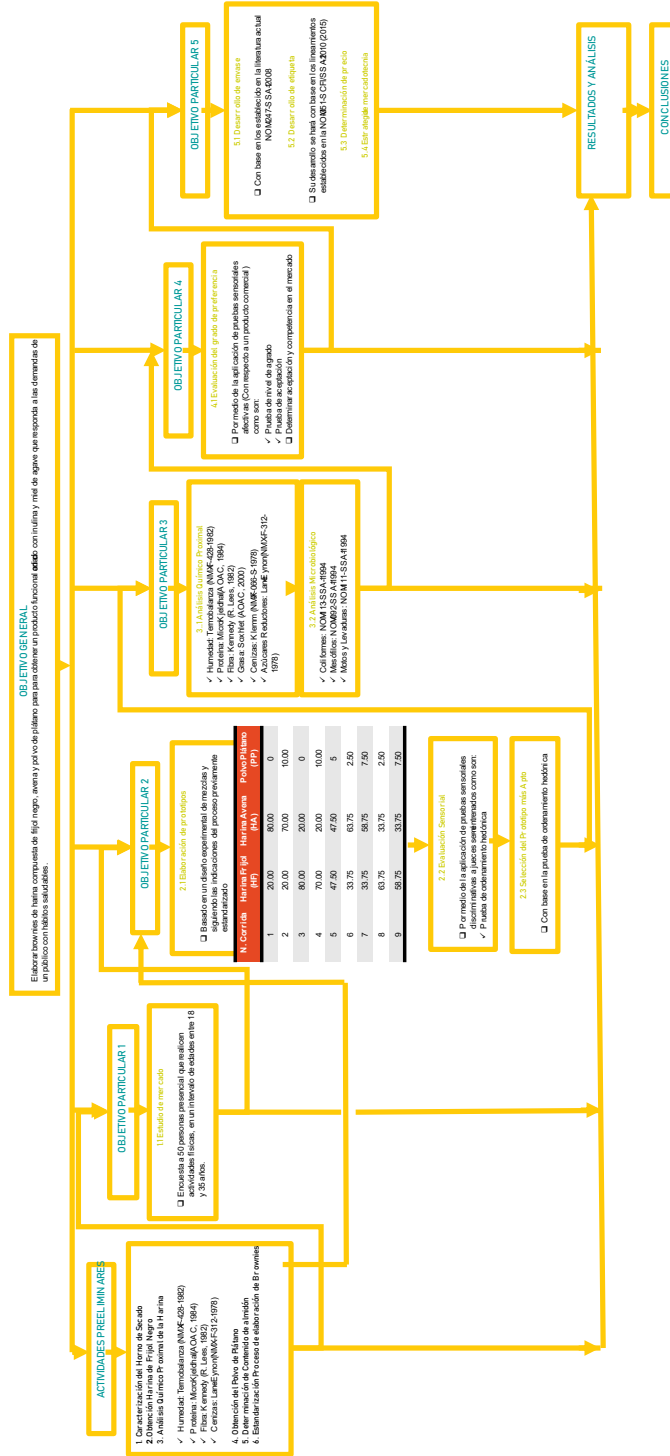 OBJETIVO GENERAL
Elaborar brownies de harina compuesta de frijol negro, avena y polvo de plátano para para obtener un producto funcional con inulina y miel de agave que responda a las demandas de
un público con hábitos saludables.
ACTIVIDADES PREELIMINARES
1. Caracterización del Horno de Secado
2. Obtención Harina de Frijol Negro
3. Análisis Químico Proximal de la Harina
✓ Humedad: Termobalanza (NMX-F-428-1982)
✓ Proteína: MicroKjeldhal(AOAC, 1984)
✓ Fibra: Kennedy (R. Lees, 1982)
✓ Cenizas: LaneEynon(NMX-F-312-1978)
4. Obtención del Polvo de Plátano
5. Determinación de Contenido de almidón
6. Estandarización Proceso de elaboración de Brownies
OBJETIVO PARTICULAR 1
1.1 Estudio de mercado
❑ Encuesta a 50 personas presencial que realicen
actividades físicas, en un intervalo de edades entre 18
y 35 años.
OBJETIVO PARTICULAR 2
2.1 Elaboración de prototipos
❑ Basado en un diseño experimental de mezclas y
siguiendo las indicaciones del proceso previamente
estandarizado
N. Corrida Harina Frijol (HF) Harina Avena (HA) Polvo Plátano (PP)
1 20.00 80.00 0
2 20.00 70.00 10.00
3 80.00 20.00 0
4 70.00 20.00 10.00
5 47.50 47.50 5
6 33.75 63.75 2.50
7 33.75 58.75 7.50
8 63.75 33.75 2.50
9 58.75 33.75 7.50
2.2 Evaluación Sensorial
❑ Por medio de la aplicación de pruebas sensoriales
discriminativas a jueces semientrenados como son:
✓ Prueba de ordenamiento hedónica
2.3 Selección del Prototipo más Apto
❑ Con base en la prueba de ordenamiento hedónica
OBJETIVO PARTICULAR 3
3.1 Análisis Químico Proximal
✓ Humedad: Termobalanza (NMX-F-428-1982)
✓ Proteína: MicroKjeldhal(AOAC, 1984)
✓ Fibra: Kennedy (R. Lees, 1982)
✓ Grasa: Soxhlet (AOAC, 2000)
✓ Cenizas: Klemm (NMX-F-066-S-1978)
✓ Azúcares Reductores: LaneEynon(NMX-F-312-
1978)
3.2 Análisis Microbiológica
✓ Coliformes: NOM 113-SSA-1994
✓ Mesófilos: NOM-092-SSA-1994
✓ Motos y Levaduras: NOM 111-SSA-1994
OBJETIVO PARTICULAR 4
4.1 Evaluación del grado de preferencia
❑ Por medio de la aplicación de pruebas sensoriales
afectivas (Con respecto a un producto comercial )
como son:
✓ Prueba de nivel de agrado
✓ Prueba de aceptación
❑ Determinar aceptación y competencia en el mercado
OBJETIVO PARTICULAR 5
5.1 Desarrollo de envase
❑ Con base en los establecido en la literatura actual
NOM-247-SSA1-2008
5.2 Desarrollo de etiqueta
❑ Su desarrollo se hará con base en los lineamientos
establecidos en la NOM-051-SCFI/SSA1-2010 (2015)
5.3 Determinación de precio
5.4 Estrategia mercadotecnia
RESULTADOS Y ANÁLISIS
CONCLUSIONES